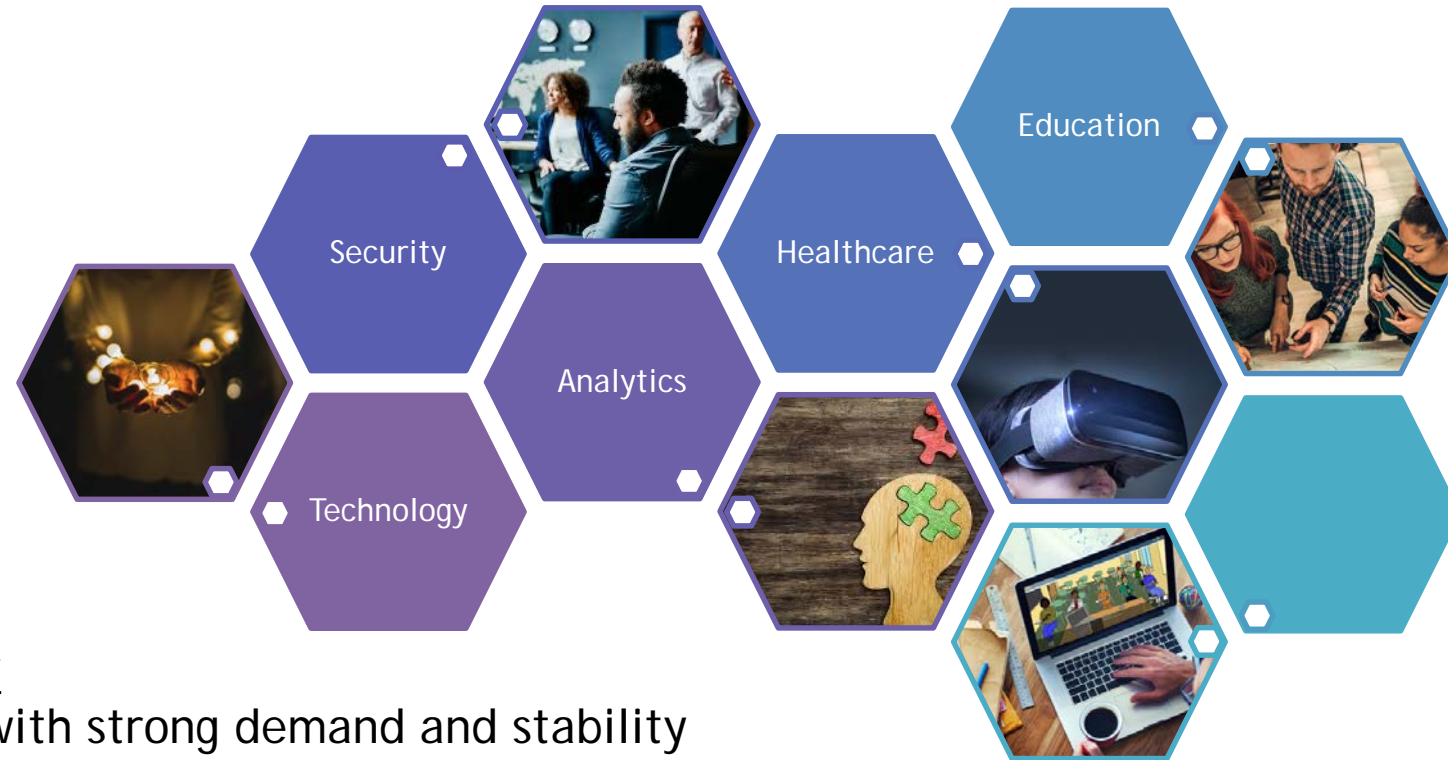 Education
Security
Healthcare
Analytics
Technology
with strong demand and stability